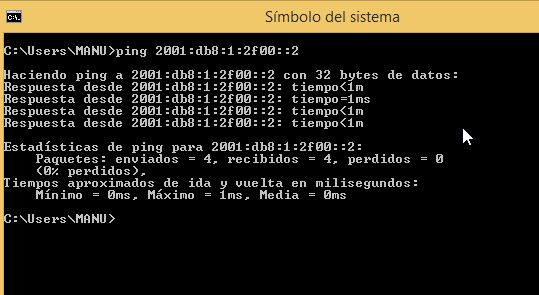 Símbolo del sistema
C:\Users\MANU>ping 2001:db8:1:2f00::2
Haciendo ping a 2001:db8:1:2f00::2 con 32 bytes de datos:
Respuesta desde 2001:db8:1:2f00::2: tiempo<1m
Respuesta desde 2001:db8:1:2f00::2: tiempo=1ms
Respuesta desde 2001:db8:1:2f00::2: tiempo<1m
Respuesta desde 2001:db8:1:2f00::2: tiempo<1m
Estadísticas de ping para 2001:db8:1:2f00::2:
Paquetes: enviados = 4, recibidos = 4, perdidos = 0
(0% perdidos),
Tiempos aproximados de ida y vuelta en milisegundos:
Mínimo = 0ms, Máximo = 1ms, Media = 0ms
C:\Users\MANU>